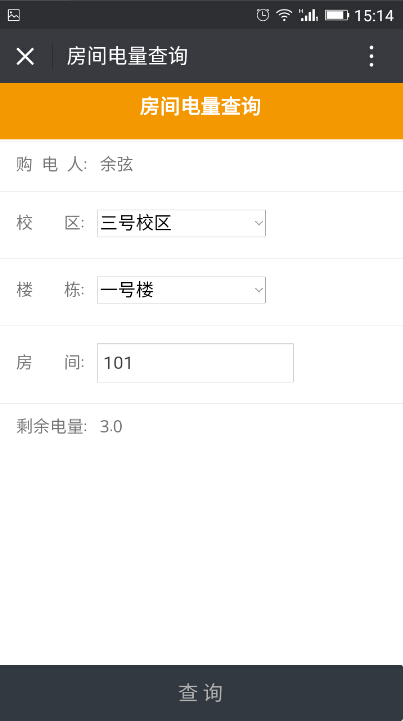 15:14
房间电量查询
房间电量查询
购 电 人: 余弦
校 区: 三号校区
楼 栋: 一号楼
房 间: 101
剩余电量: 3.0
查 询